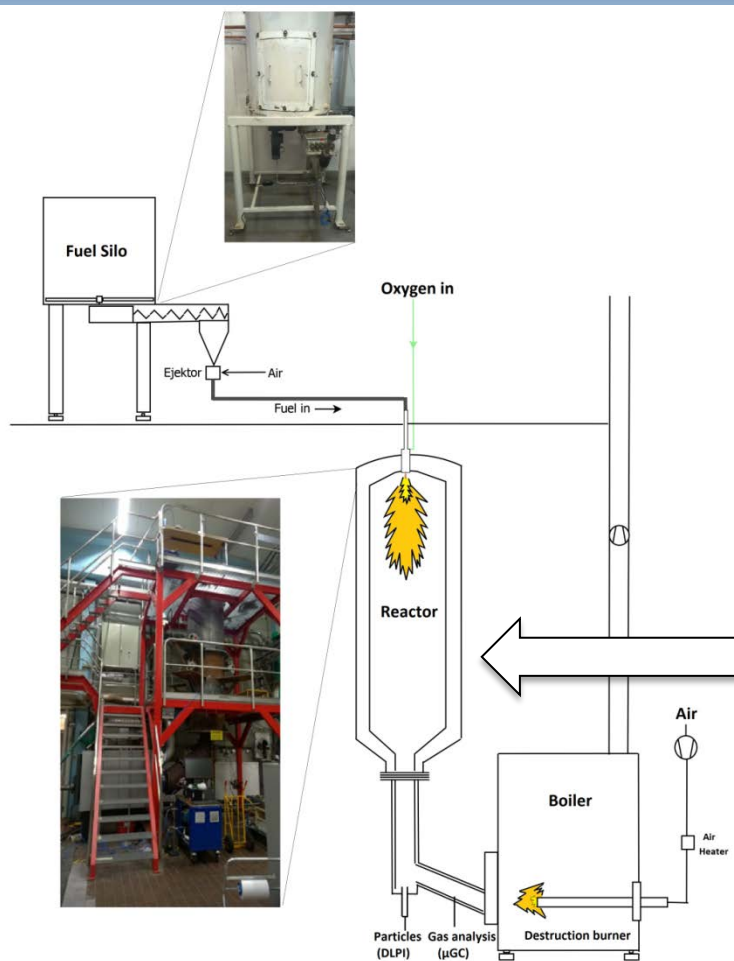 Fuel Silo
Oxygen in
Ejektor
Air
Fuel in
Reactor
Air
Boiler
Air
Heater
Particles
(DLPI)
Gas analysis
(μGC)
Destruction burner